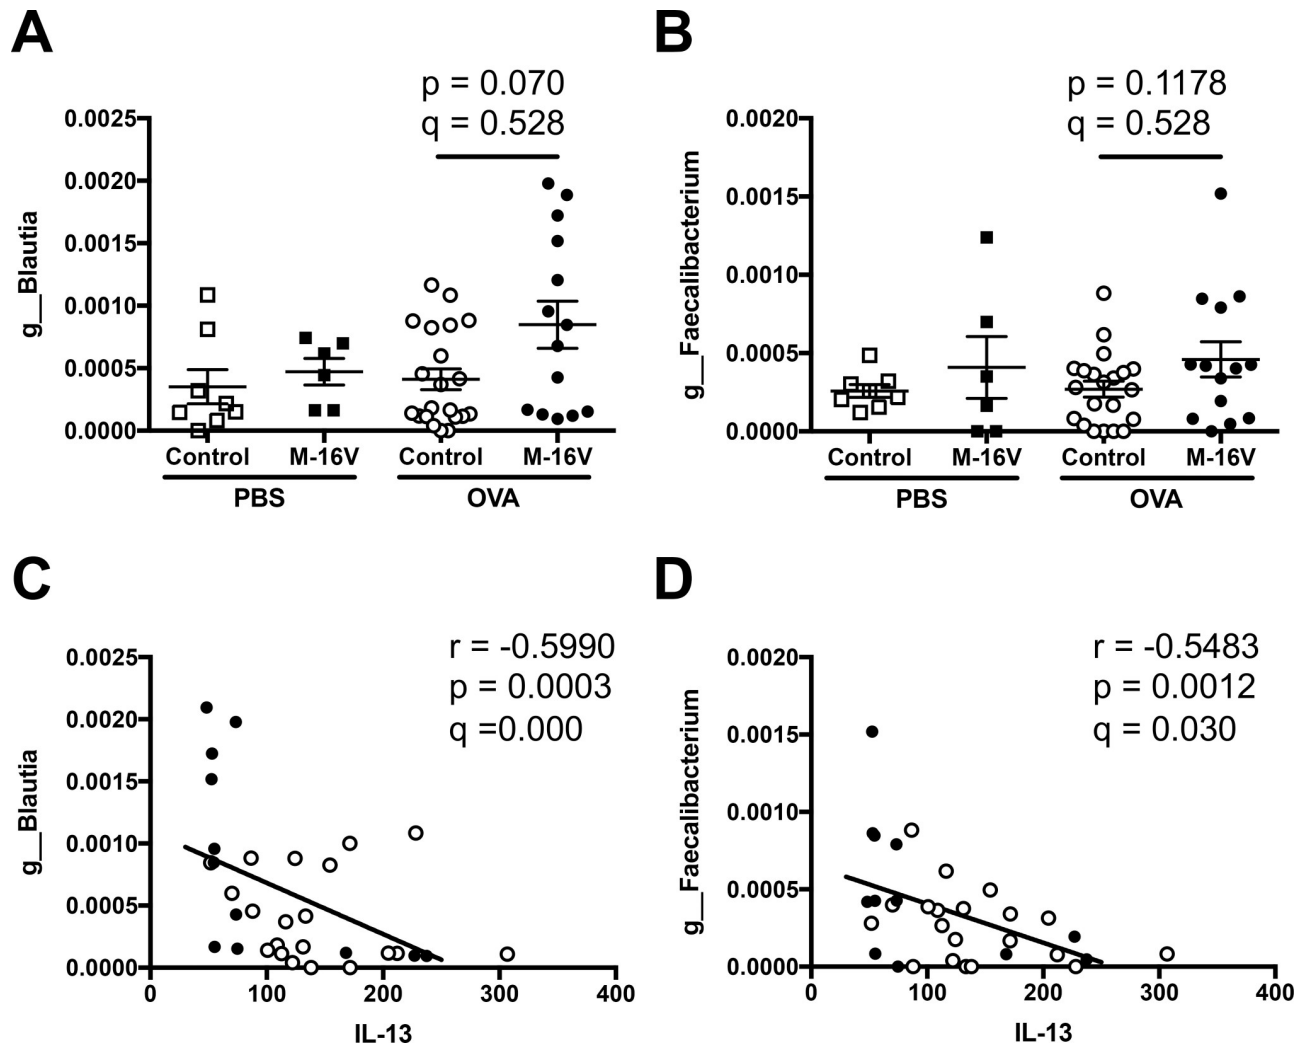 A
p = 0.070
q = 0.528
0.0025
0.0020
0.0015
0.0010
0.0005
0.0000
g__Blautia
Control
M-16V
Control
M-16V
PBS
OVA
B
p = 0.1178
q = 0.528
0.0020
0.0015
0.0010
0.0005
0.0000
g__Faecalibacterium
Control
M-16V
Control
M-16V
PBS
OVA
C
r = -0.5990
p = 0.0003
q =0.000
0.0025
0.0020
0.0015
0.0010
0.0005
0.0000
g__Blautia
0
100
200
300
400
IL-13
D
r = -0.5483
p = 0.0012
q = 0.030
0.0020
0.0015
0.0010
0.0005
0.0000
g__Faecalibacterium
0
100
200
300
400
IL-13